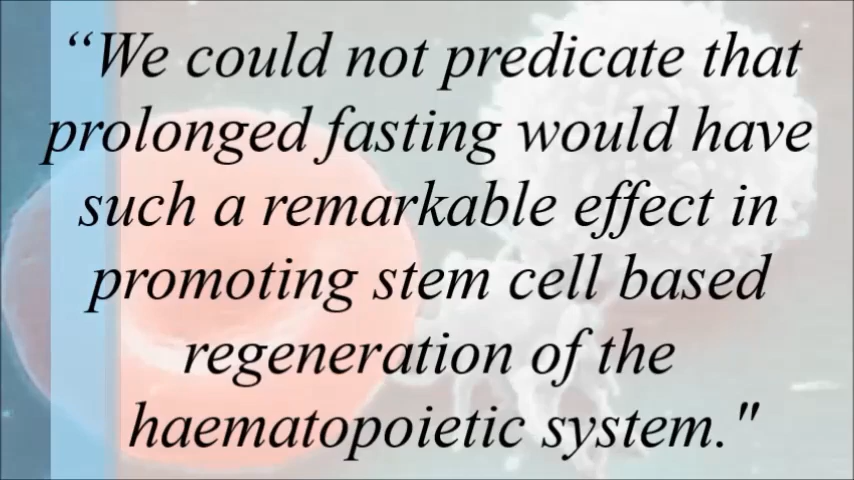 “We could not predicate that
prolonged fasting would have
such a remarkable effect in
promoting stem cell based
regeneration of the
haematopoietic system."